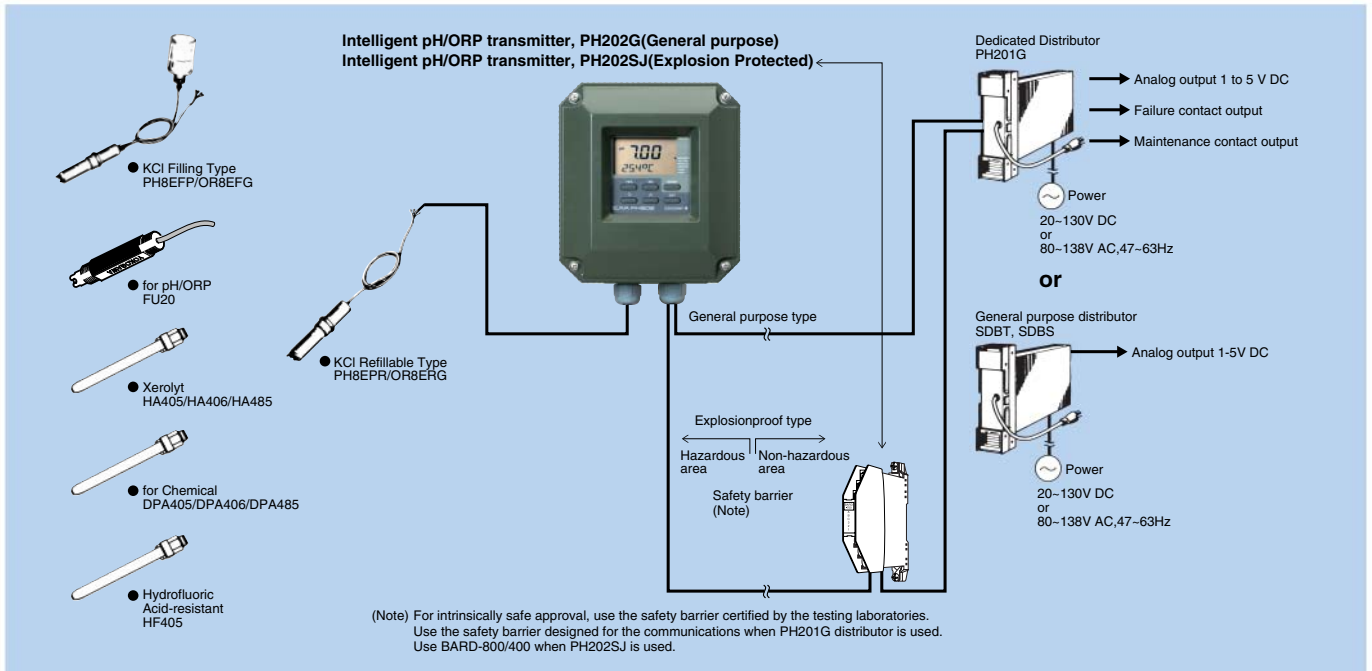 Intelligent pH/ORP transmitter, PH202G(General purpose)
Intelligent pH/ORP transmitter, PH202SJ(Explosion Protected)
● KCl Filling Type
PH8EFP/OR8EFG
● for pH/ORP
FU20
● Xerolyt
HA405/HA406/HA485
● for Chemical
DPA405/DPA406/DPA485
● Hydrofluoric
Acid-resistant
HF405
● KCl Refillable Type
PH8EPR/OR8ERG
7.00
25.4ºC
General purpose type
Explosionproof type
Hazardous
area
Non-hazardous
area
Safety barrier
(Note)
Dedicated Distributor
PH201G
Analog output 1 to 5 V DC
Failure contact output
Maintenance contact output
Power
20~130V DC
or
80~138V AC,47~63Hz
or
General purpose distributor
SDBT, SDBS
Analog output 1-5V DC
Power
20~130V DC
or
80~138V AC,47~63Hz
(Note) For intrinsically safe approval, use the safety barrier certified by the testing laboratories.
Use the safety barrier designed for the communications when PH201G distributor is used.
Use BARD-800/400 when PH202SJ is used.